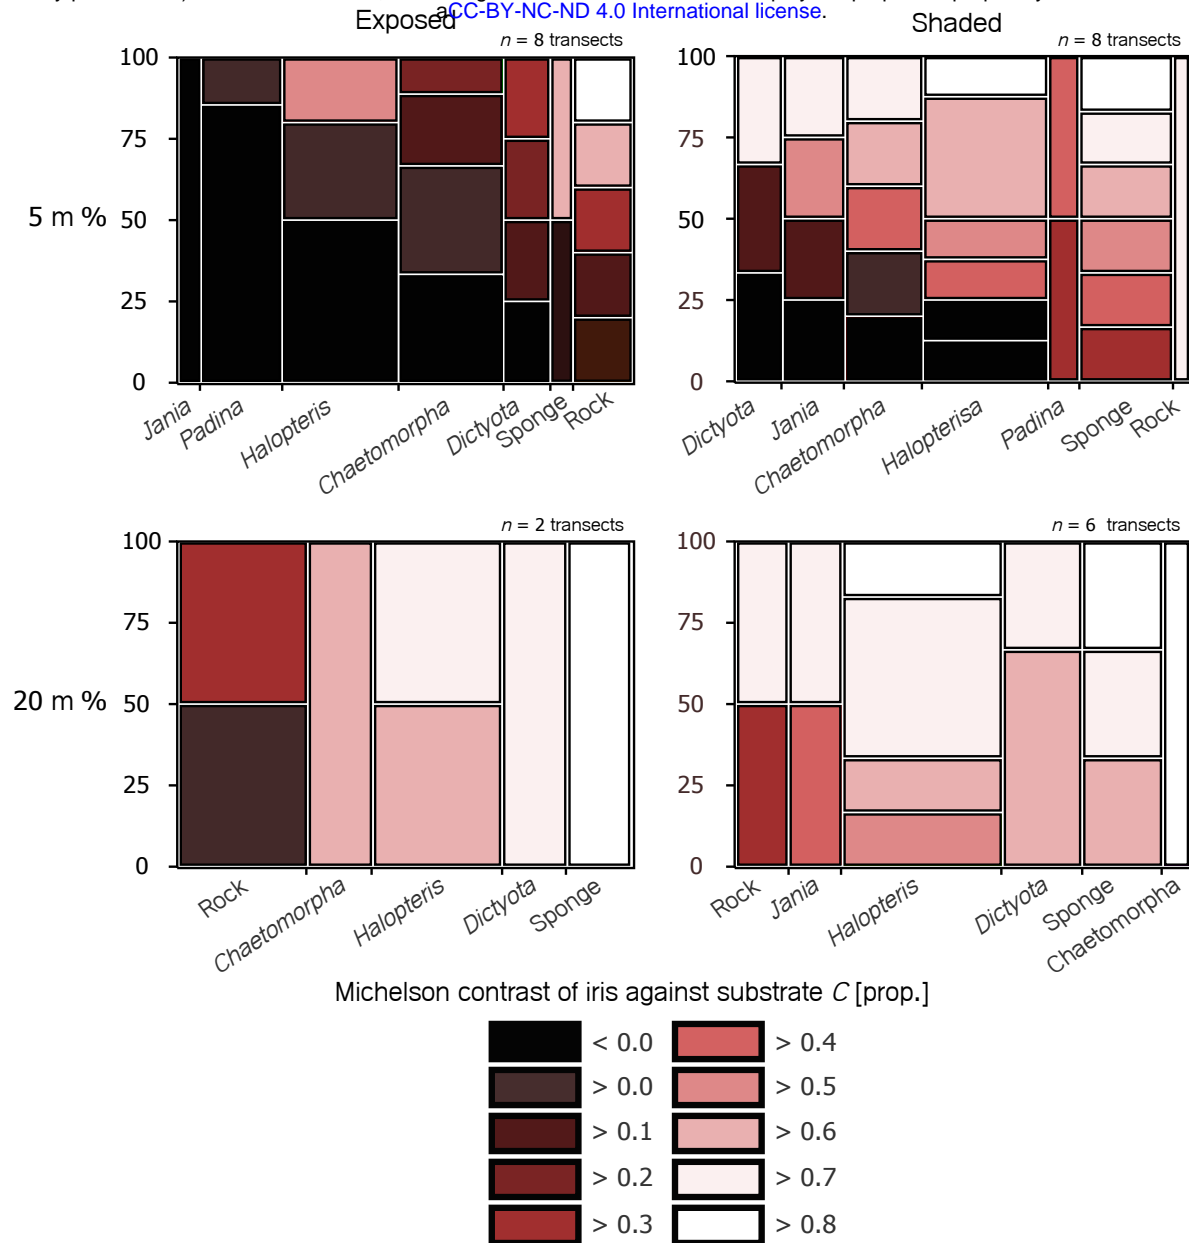 aCC-BY-NC-ND 4.0 International license.
Exposed
Shaded
n = 8 transects
n = 8 transects
5 m %
100
75
50
25
0
Jania
Padina
Halopteris
Chaetomorpha
Dictyota
Sponge
Rock
100
75
50
25
0
Dictyota
Jania
Chaetomorpha
Halopterisa
Padina
Sponge
Rock
n = 2 transects
n = 6 transects
20 m %
100
75
50
25
0
Rock
Chaetomorpha
Halopteris
Dictyota
Sponge
100
75
50
25
0
Rock
Jania
Halopteris
Dictyota
Sponge
Chaetomorpha
Michelson contrast of iris against substrate C [prop.]
< 0.0
> 0.0
> 0.1
> 0.2
> 0.3
> 0.4
> 0.5
> 0.6
> 0.7
> 0.8